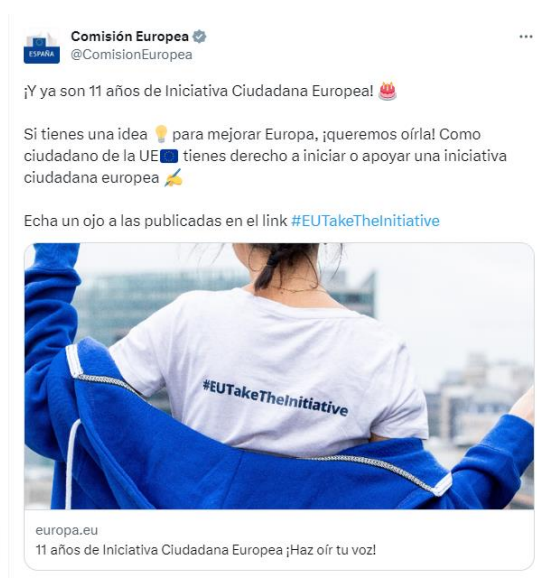 Comisión Europea
ESPAÑA
@ComisionEuropea
¡Y ya son 11 años de Iniciativa Ciudadana Europea! 🎂
Si tienes una idea 💡 para mejorar Europa, ¡queremos oírla! Como
ciudadano de la UE🇪🇺 tienes derecho a iniciar o apoyar una iniciativa
ciudadana europea ✍️
Echa un ojo a las publicadas en el link #EUTakeTheInitiative
#EUTakeTheInitiative
europa.eu
11 años de Iniciativa Ciudadana Europea ¡Haz oír tu voz!